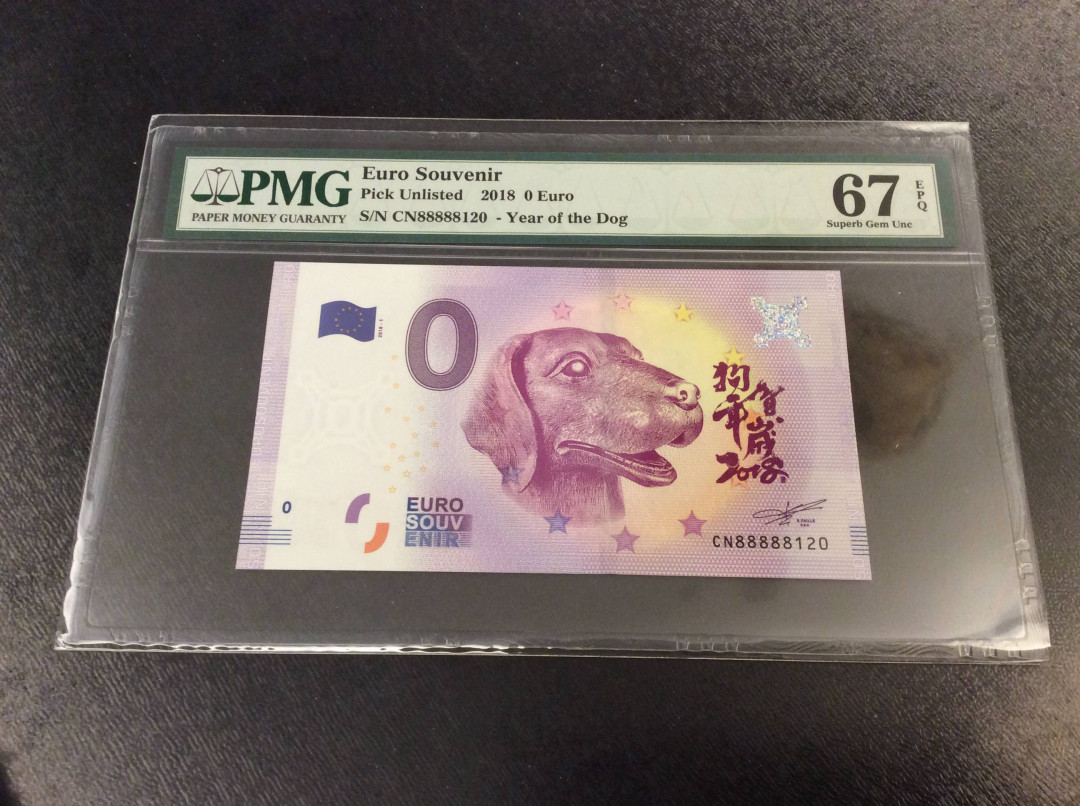 PMG
PAPER MONEY GUARANTY
Euro Souvenir
Pick Unlisted 2018 0 Euro
S/N CN88888120 - Year of the Dog
67
EPQ
Superb Gem Unc
2018-1
0
狗年
賀歲
2018
0
EURO
SOUV
ENIR
CN88888120